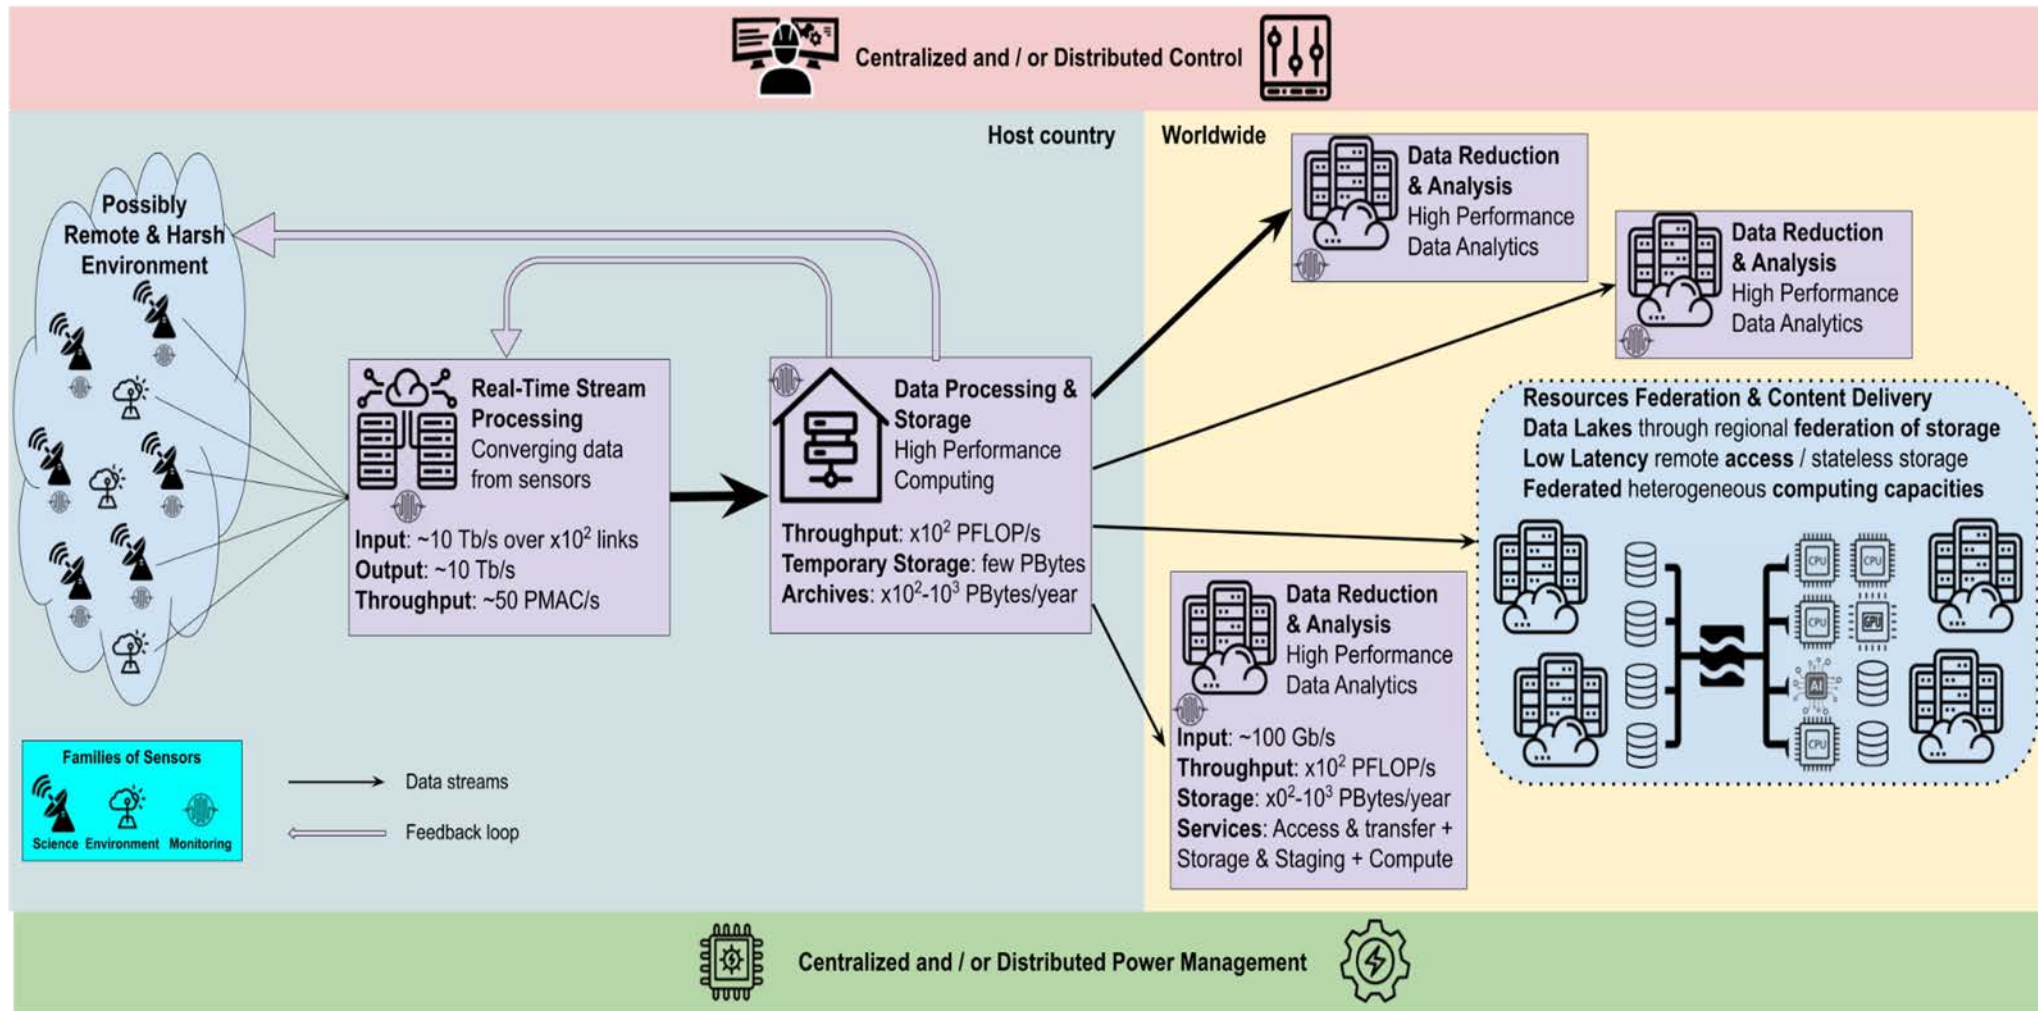 Centralized and / or Distributed Control
Host country
Worldwide
Possibly
Remote & Harsh
Environment
Real-Time Stream
Processing
Converging data
from sensors
Input: ~10 Tb/s over x10² links
Output: ~10 Tb/s
Throughput: ~50 PMAC/s
Data Processing &
Storage
High Performance
Computing
Throughput: x10² PFLOP/s
Temporary Storage: few PBytes
Archives: x10²-10³ PBytes/year
Data Reduction
& Analysis
High Performance
Data Analytics
Data Reduction
& Analysis
High Performance
Data Analytics
Resources Federation & Content Delivery
Data Lakes through regional federation of storage
Low Latency remote access / stateless storage
Federated heterogeneous computing capacities
CPU
CPU
CPU
GPU
AI
CPU
Data Reduction
& Analysis
High Performance
Data Analytics
Input: ~100 Gb/s
Throughput: x10² PFLOP/s
Storage: x0²-10³ PBytes/year
Services: Access & transfer +
Storage & Staging + Compute
Families of Sensors
Science Environment Monitoring
Data streams
Feedback loop
Centralized and / or Distributed Power Management